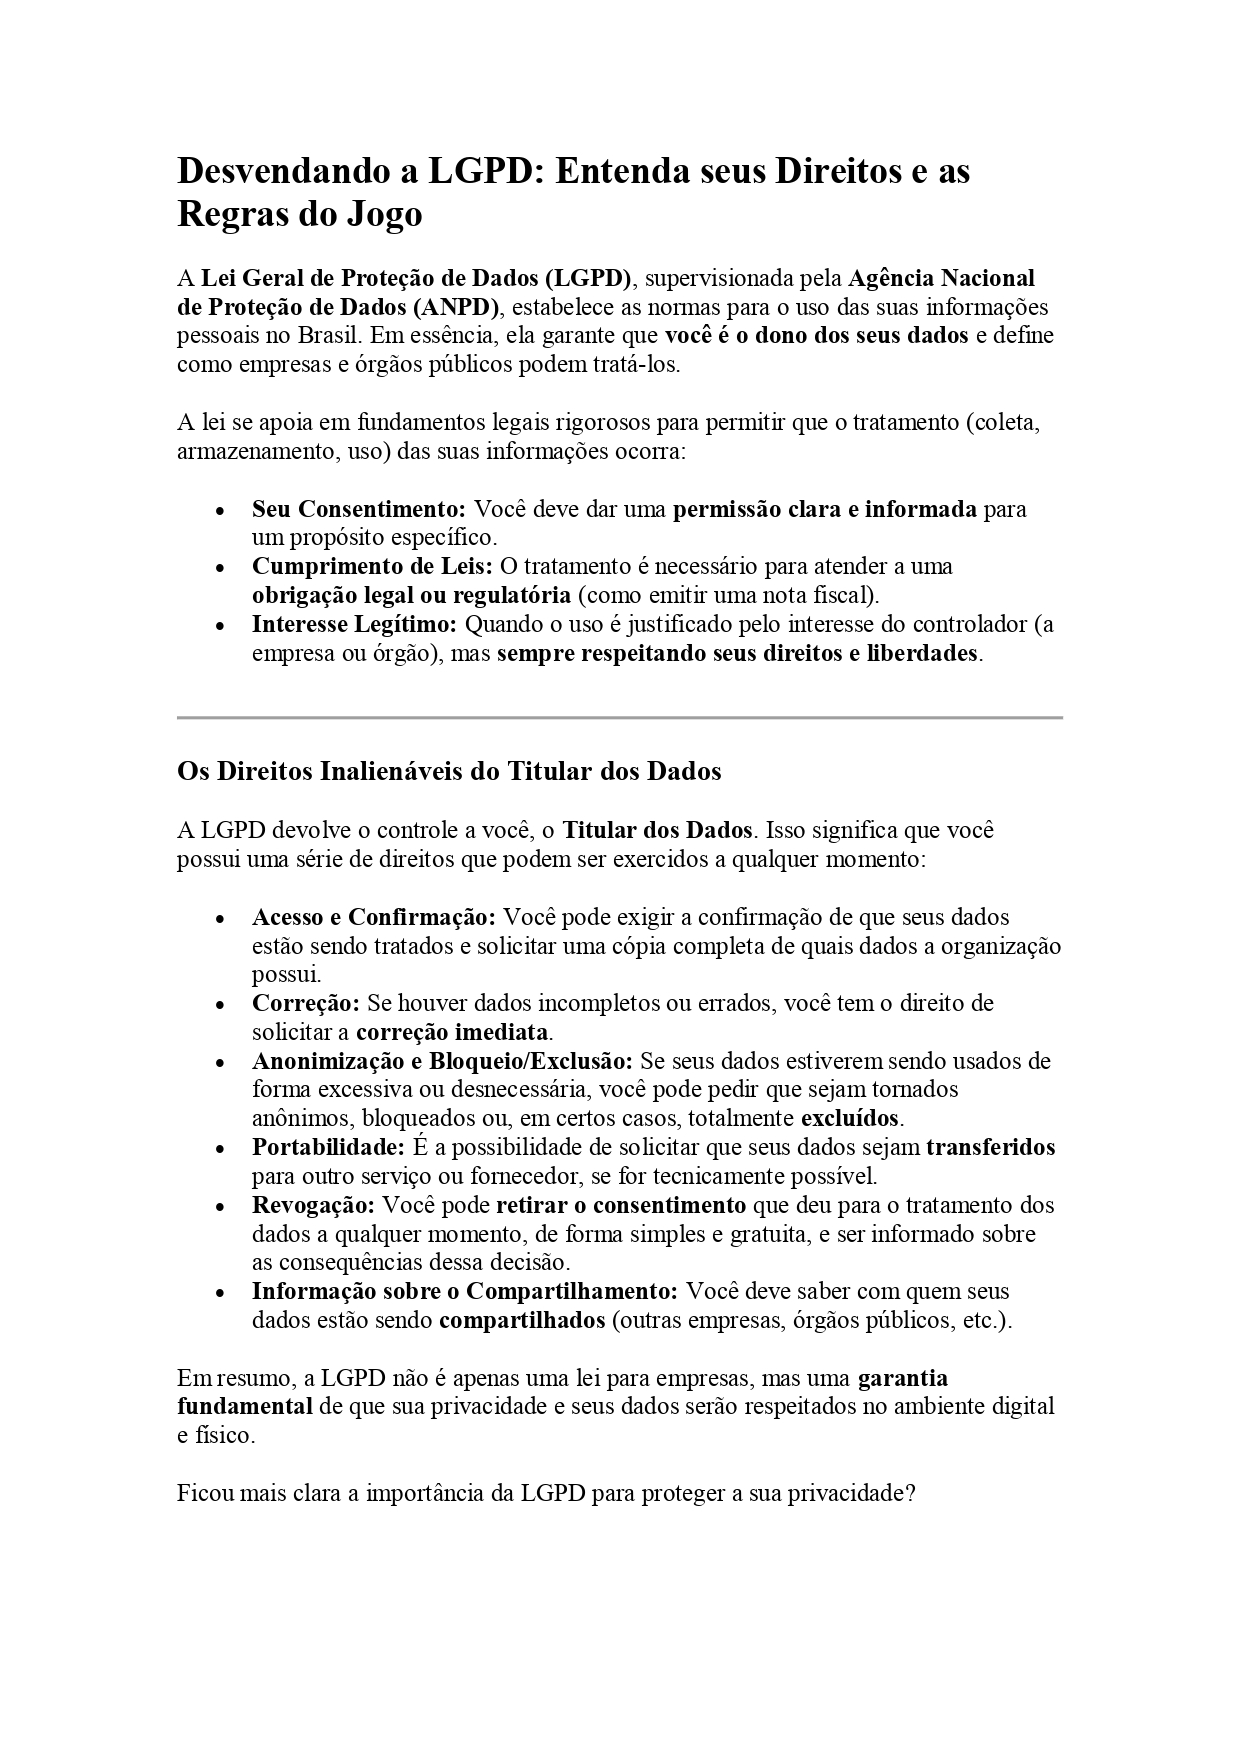 Desvendando a LGPD: Entenda seus Direitos e as
Regras do Jogo
A Lei Geral de Proteção de Dados (LGPD), supervisionada pela Agência Nacional
de Proteção de Dados (ANPD), estabelece as normas para o uso das suas informações
pessoais no Brasil. Em essência, ela garante que você é o dono dos seus dados e define
como empresas e órgãos públicos podem tratá-los.
A lei se apoia em fundamentos legais rigorosos para permitir que o tratamento (coleta,
armazenamento, uso) das suas informações ocorra:
• Seu Consentimento: Você deve dar uma permissão clara e informada para
um propósito específico.
• Cumprimento de Leis: O tratamento é necessário para atender a uma
obrigação legal ou regulatória (como emitir uma nota fiscal).
• Interesse Legítimo: Quando o uso é justificado pelo interesse do controlador (a
empresa ou órgão), mas sempre respeitando seus direitos e liberdades.
Os Direitos Inalienáveis do Titular dos Dados
A LGPD devolve o controle a você, o Titular dos Dados. Isso significa que você
possui uma série de direitos que podem ser exercidos a qualquer momento:
• Acesso e Confirmação: Você pode exigir a confirmação de que seus dados
estão sendo tratados e solicitar uma cópia completa de quais dados a organização
possui.
• Correção: Se houver dados incompletos ou errados, você tem o direito de
solicitar a correção imediata.
• Anonimização e Bloqueio/Exclusão: Se seus dados estiverem sendo usados de
forma excessiva ou desnecessária, você pode pedir que sejam tornados
anônimos, bloqueados ou, em certos casos, totalmente excluídos.
• Portabilidade: É a possibilidade de solicitar que seus dados sejam transferidos
para outro serviço ou fornecedor, se for tecnicamente possível.
• Revogação: Você pode retirar o consentimento que deu para o tratamento dos
dados a qualquer momento, de forma simples e gratuita, e ser informado sobre
as consequências dessa decisão.
• Informação sobre o Compartilhamento: Você deve saber com quem seus
dados estão sendo compartilhados (outras empresas, órgãos públicos, etc.).
Em resumo, a LGPD não é apenas uma lei para empresas, mas uma garantia
fundamental de que sua privacidade e seus dados serão respeitados no ambiente digital
e físico.
Ficou mais clara a importância da LGPD para proteger a sua privacidade?